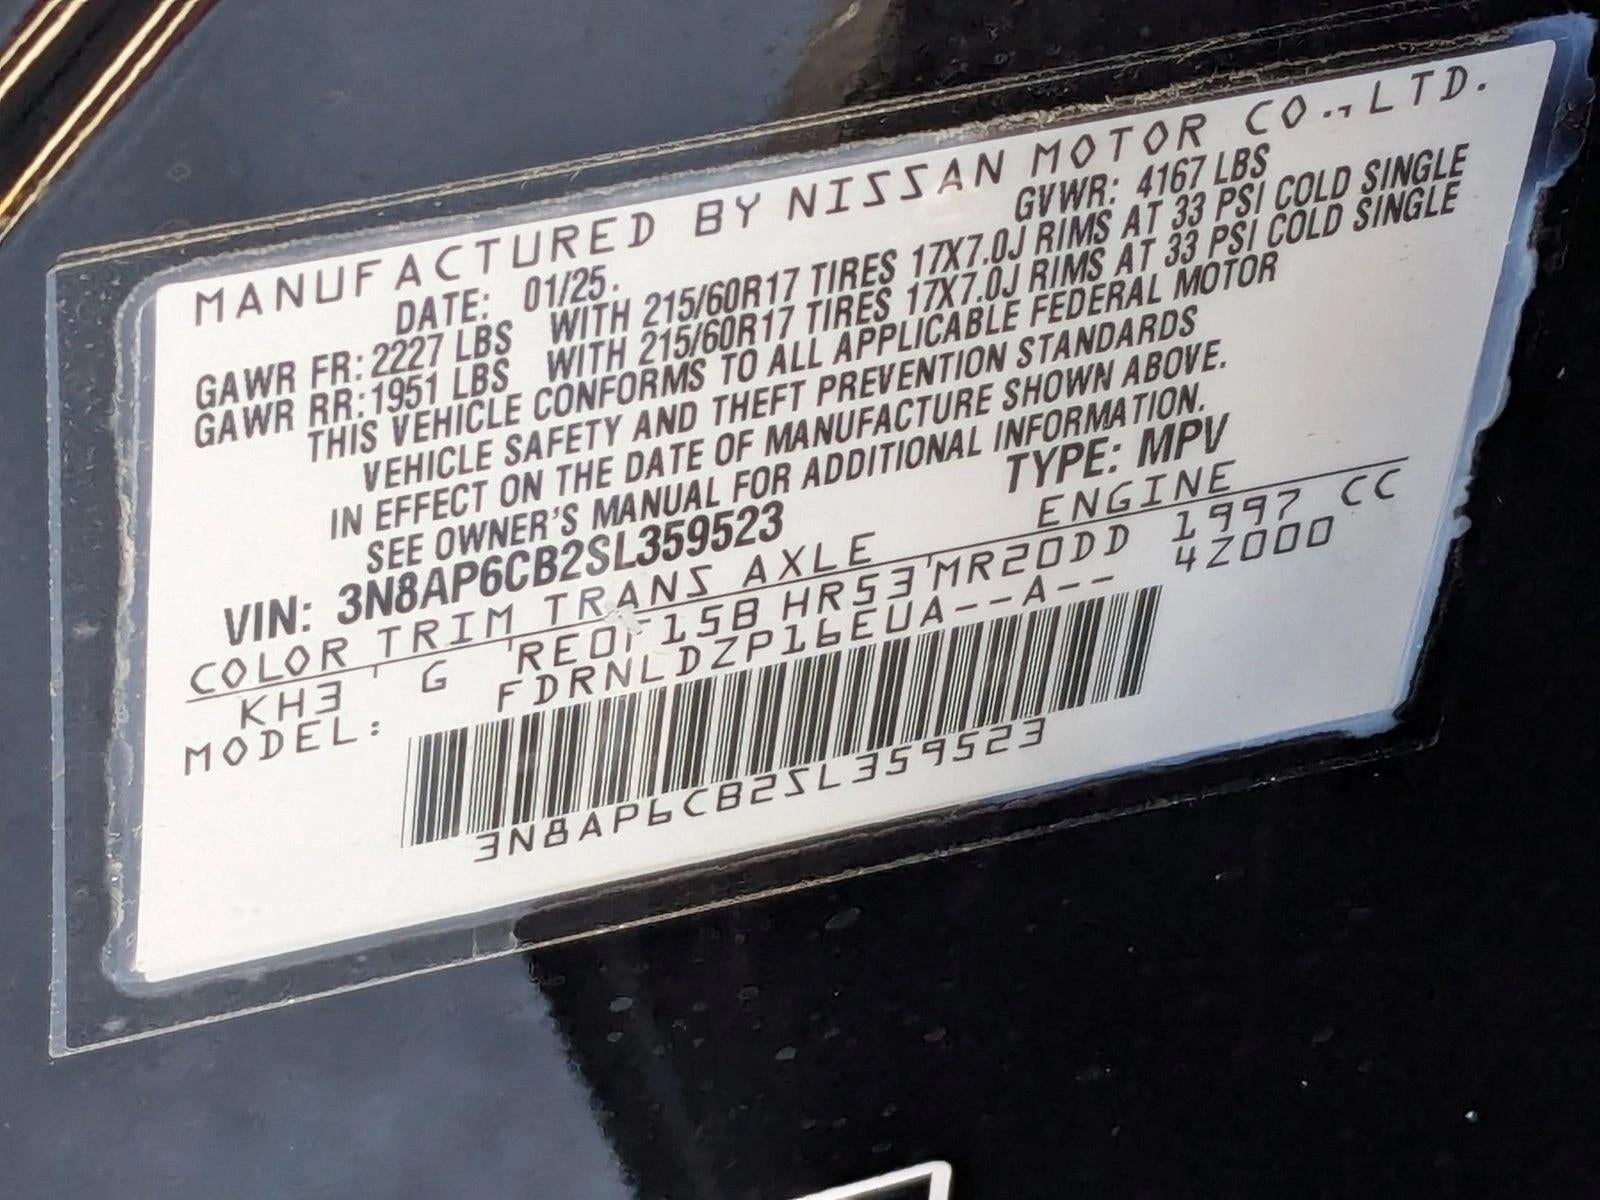 MANUFACTURED BY NISSAN MOTOR CO.,LTD.
DATE: 01/25. GVWR: 4167 LBS
GAWR FR: 2227 LBS WITH 215/60R17 TIRES 17X7.0J RIMS AT 33 PSI COLD SINGLE
GAWR RR: 1951 LBS WITH 215/60R17 TIRES 17X7.0J RIMS AT 33 PSI COLD SINGLE
THIS VEHICLE CONFORMS TO ALL APPLICABLE FEDERAL MOTOR
VEHICLE SAFETY AND THEFT PREVENTION STANDARDS
IN EFFECT ON THE DATE OF MANUFACTURE SHOWN ABOVE.
SEE OWNER'S MANUAL FOR ADDITIONAL INFORMATION.
VIN: 3N8AP6CB2SL359523 TYPE: MPV
COLOR TRIM TRANS AXLE ENGINE
KH3 G RE0F15B HR53 MR20DD 1997 CC
MODEL: FDRNLDZP16EUA--A-- 4Z000
3N8AP6CB2SL359523